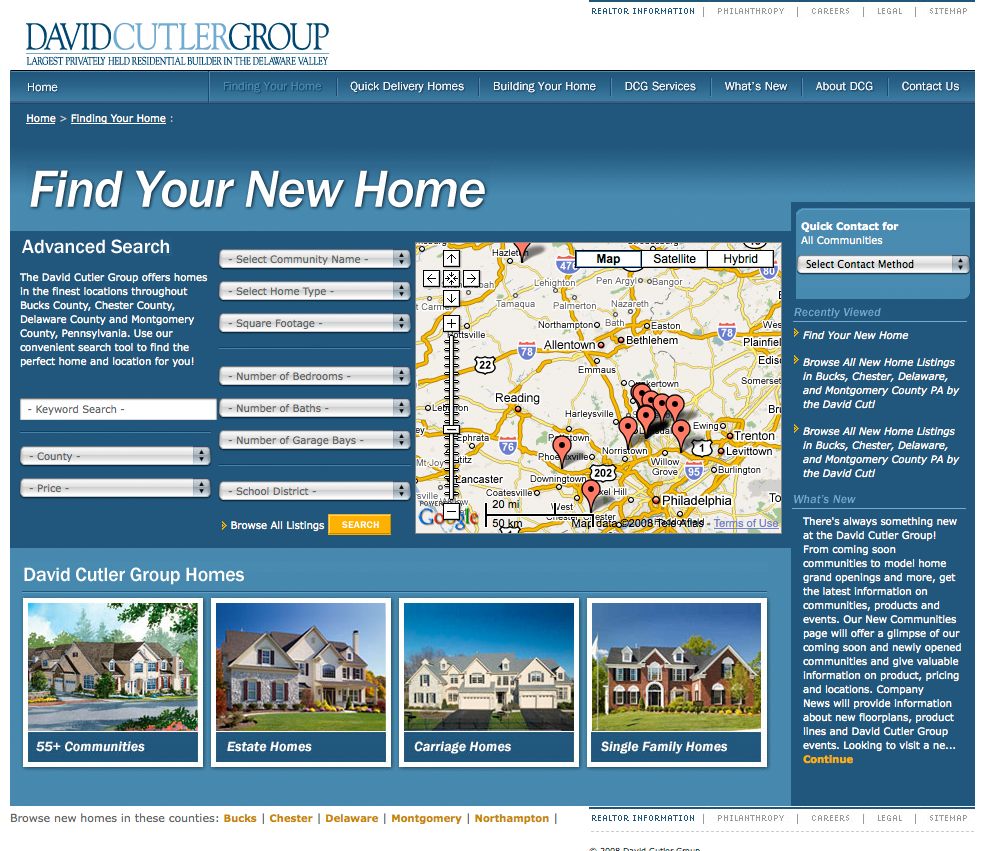 REALTOR INFORMATION | PHILANTHROPY | CAREERS | LEGAL | SITEMAP
DAVIDCUTLERGROUP
LARGEST PRIVATELY HELD RESIDENTIAL BUILDER IN THE DELAWARE VALLEY
Home
Finding Your Home
Quick Delivery Homes
Building Your Home
DCG Services
What's New
About DCG
Contact Us
Home > Finding Your Home :
Find Your New Home
Advanced Search
The David Cutler Group offers homes
in the finest locations throughout
Bucks County, Chester County,
Delaware County and Montgomery
County, Pennsylvania. Use our
convenient search tool to find the
perfect home and location for you!
- Keyword Search -
- County -
- Price -
- Select Community Name -
- Select Home Type -
- Square Footage -
- Number of Bedrooms -
- Number of Baths -
- Number of Garage Bays -
- School District -
Browse All Listings
SEARCH
Map
Satellite
Hybrid
Hazlet
Lehighton
Pen Argyl
Bangor
80
Tamaqua
Palmerton
Nazareth
Northampton
Bath
Easton
78
Allentown
Bethlehem
78
22
Emmaus
Reading
Harleysville
76
Norristown
Willow
Grove
Ewing
Trenton
1
Levittown
95
Burlington
202
Downingtown
Coatesville
Philadelphia
20 mi
50 km
Google
Map data ©2008 Tele Atlas - Terms of Use
Quick Contact for
All Communities
Select Contact Method
Recently Viewed
Find Your New Home
Browse All New Home Listings
in Bucks, Chester, Delaware,
and Montgomery County PA by
the David Cutl
Browse All New Home Listings
in Bucks, Chester, Delaware,
and Montgomery County PA by
the David Cutl
What's New
There's always something new
at the David Cutler Group!
From coming soon
communities to model home
grand openings and more, get
the latest information on
communities, products and
events. Our New Communities
page will offer a glimpse of our
coming soon and newly opened
communities and give valuable
information on product, pricing
and locations. Company
News will provide information
about new floorplans, product
lines and David Cutler Group
events. Looking to visit a ne...
Continue
David Cutler Group Homes
55+ Communities
Estate Homes
Carriage Homes
Single Family Homes
Browse new homes in these counties: Bucks | Chester | Delaware | Montgomery | Northampton |
REALTOR INFORMATION | PHILANTHROPY | CAREERS | LEGAL | SITEMAP
© 2008 David Cutler Group